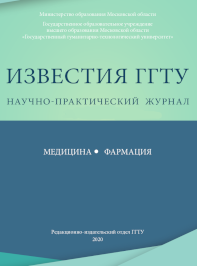 Министерство образования Московской области
Государственное образовательное учреждение
высшего образования Московской области
«Государственный гуманитарно-технологический университет»
ИЗВЕСТИЯ ГГТУ
НАУЧНО-ПРАКТИЧЕСКИЙ ЖУРНАЛ
МЕДИЦИНА • ФАРМАЦИЯ
Редакционно-издательский отдел ГГТУ
2020